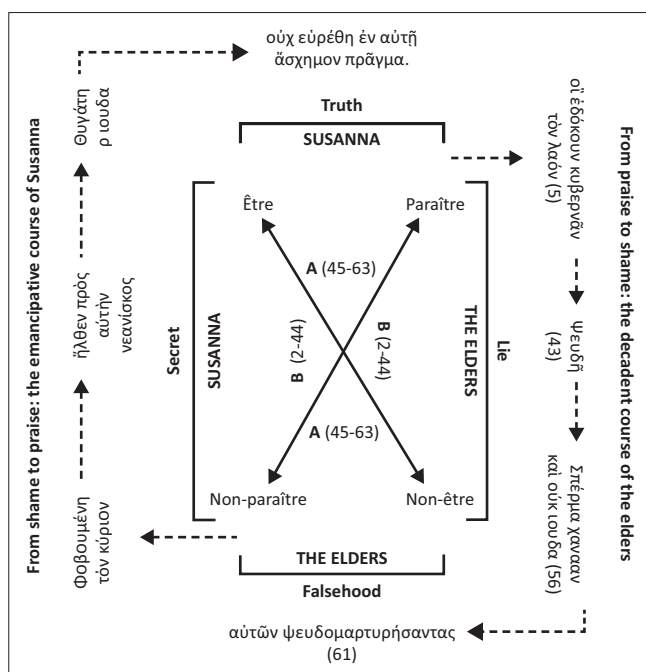 οὐχ εὑρέθη ἐν αὐτῇ
ἄσχημον πρᾶγμα.
From shame to praise: the emancipative course of Susanna
Θυγάτη
ρ ιουδα
ἤλθεν πρὸς
αὐτὴν
νεανίσκος
Φοβουμένη
τὸν κύριον
Truth
SUSANNA
Secret
SUSANNA
Être
Paraître
A (45-63)
B
(2-44)
B
(2-44)
A (45-63)
Non-paraître
Non-être
THE ELDERS
Lie
THE ELDERS
Falsehood
οἳ ἐδόκουν κυβερνᾶν
τὸν λαόν (5)
Ψευδῆ
(43)
Σπέρμα χανααν
καὶ οὐκ ιουδα (56)
From praise to shame: the decadent course of the elders
αὐτῶν ψευδομαρτυρήσαντας
(61)